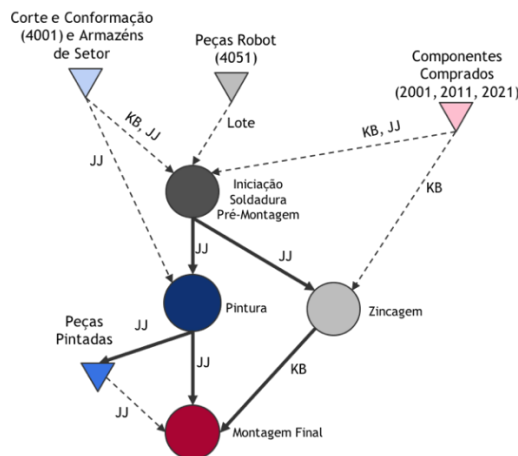 Corte e Conformação
(4001) e Armazéns
de Setor
Peças Robot
(4051)
Componentes
Comprados
(2001, 2011, 2021)
KB, JJ
Lote
KB, JJ
JJ
KB
Iniciação
Soldadura
Pré-Montagem
JJ
JJ
Pintura
Zincagem
Peças
Pintadas
JJ
JJ
KB
JJ
Montagem Final